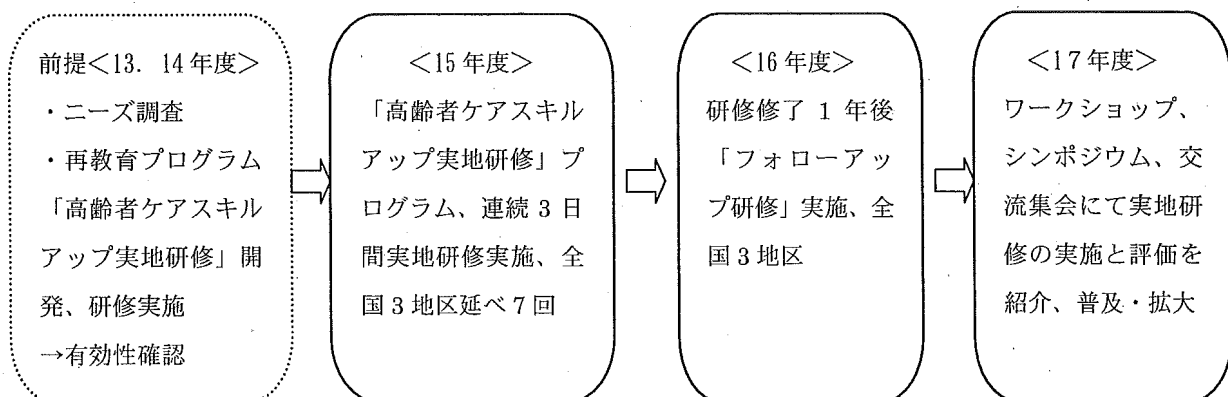 前提<13. 14年度>
・ニーズ調査
・再教育プログラム
「高齢者ケアスキル
アップ実地研修」開
発、研修実施
→有効性確認
<15年度>
「高齢者ケアスキル
アップ実地研修」プ
ログラム、連続3日
間実地研修実施、全
国3地区延べ7回
<16年度>
研修修了1年後
「フォローアッ
プ研修」実施、全
国3地区
<17年度>
ワークショップ、
シンポジウム、交
流集会にて実地研
修の実施と評価を
紹介、普及・拡大